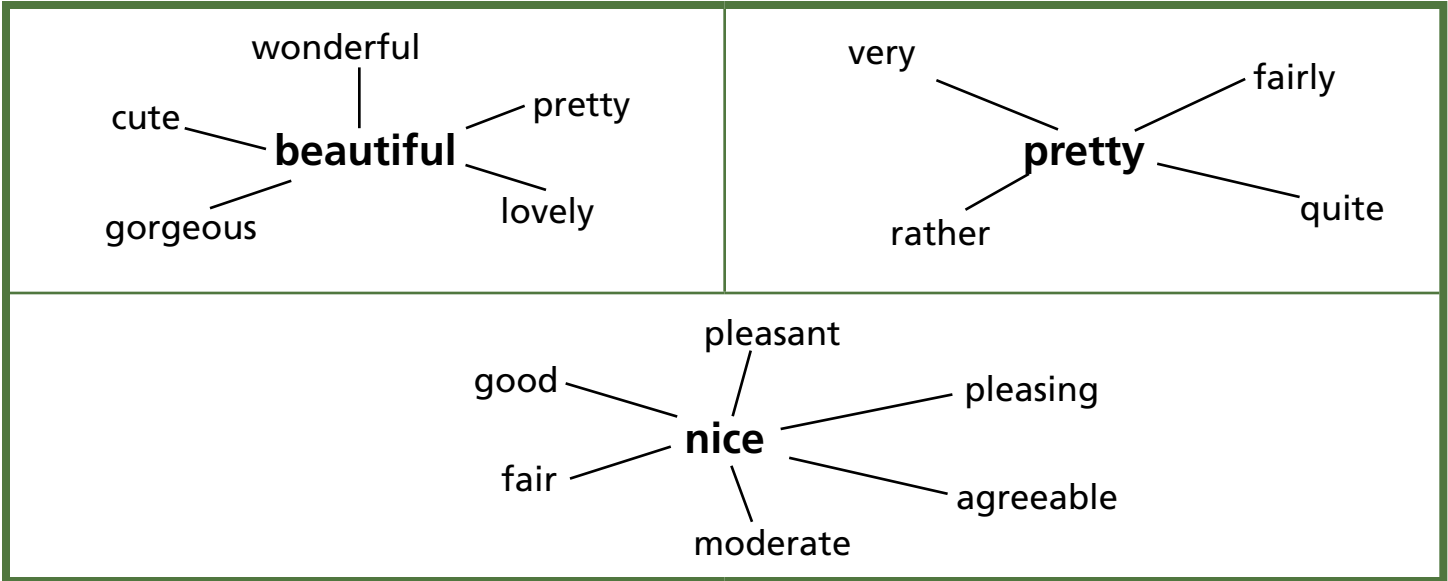 wonderful
cute
pretty
beautiful
gorgeous
lovely
very
fairly
pretty
rather
quite
pleasant
good
pleasing
nice
fair
agreeable
moderate